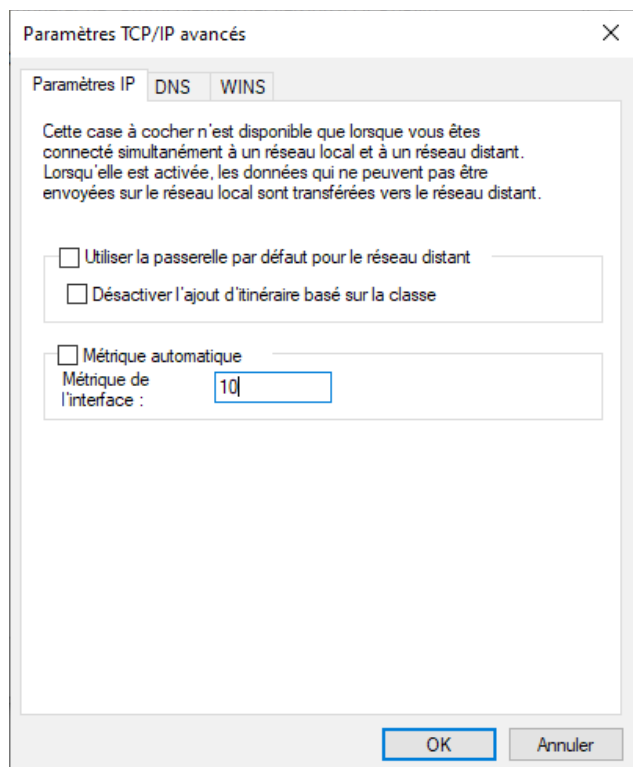 Paramètres TCP/IP avancés
Paramètres IP DNS WINS
Cette case à cocher n'est disponible que lorsque vous êtes
connecté simultanément à un réseau local et à un réseau distant.
Lorsqu'elle est activée, les données qui ne peuvent pas être
envoyées sur le réseau local sont transférées vers le réseau distant.
Utiliser la passerelle par défaut pour le réseau distant
Désactiver l'ajout d'itinéraire basé sur la classe
Métrique automatique
Métrique de
l'interface :
10
OK Annuler